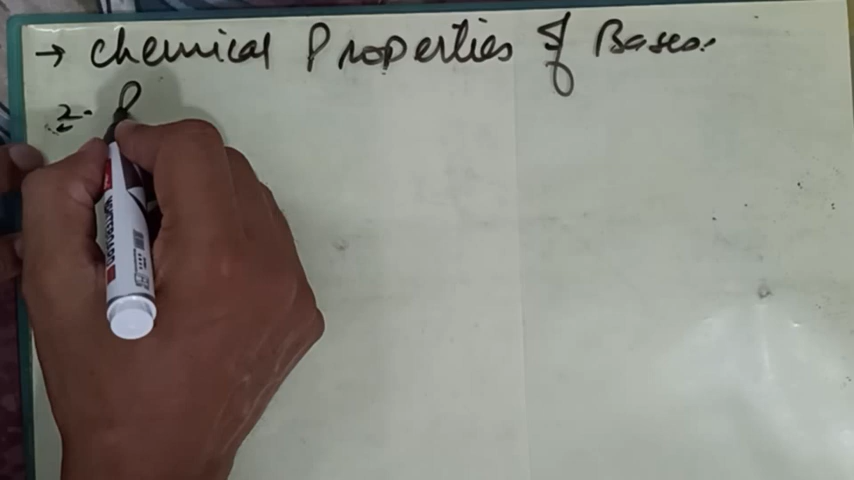 → Chemical Properties of Bases.
2.